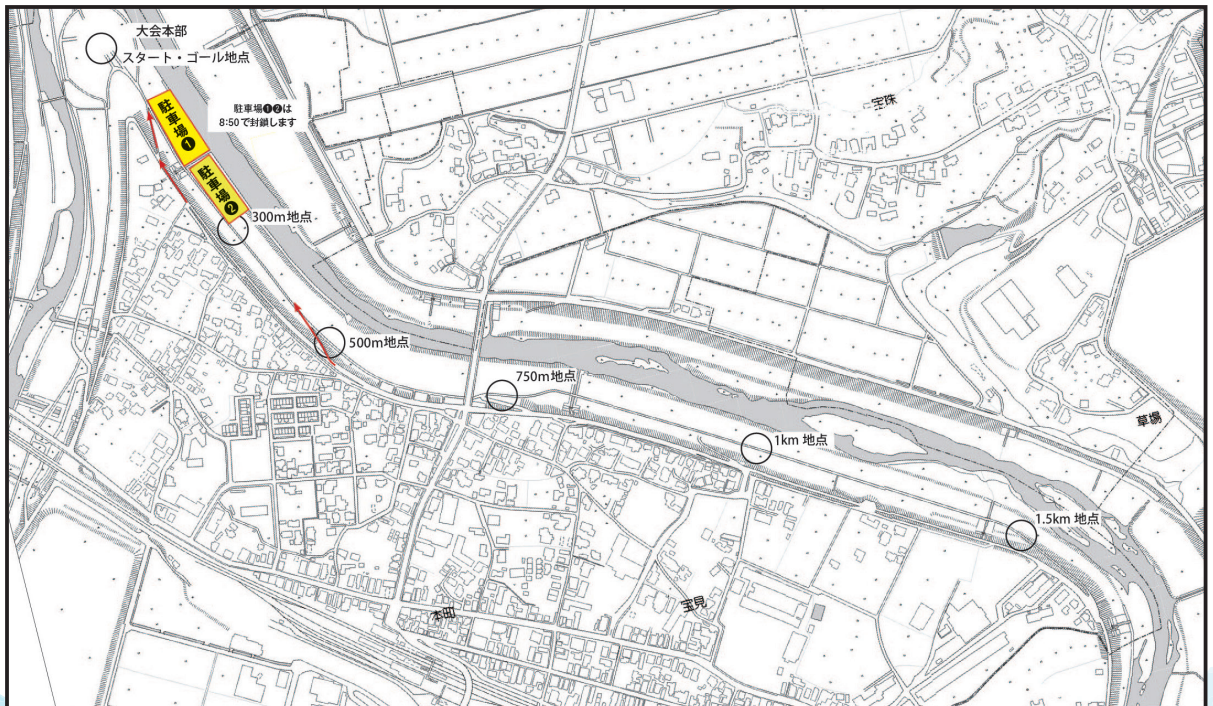 大会本部
スタート・ゴール地点
駐車場❶
駐車場❶❷は
8:50で封鎖します
駐車場❷
300m地点
500m地点
750m地点
1km 地点
1.5km 地点
宝珠
草場
本町
宝見